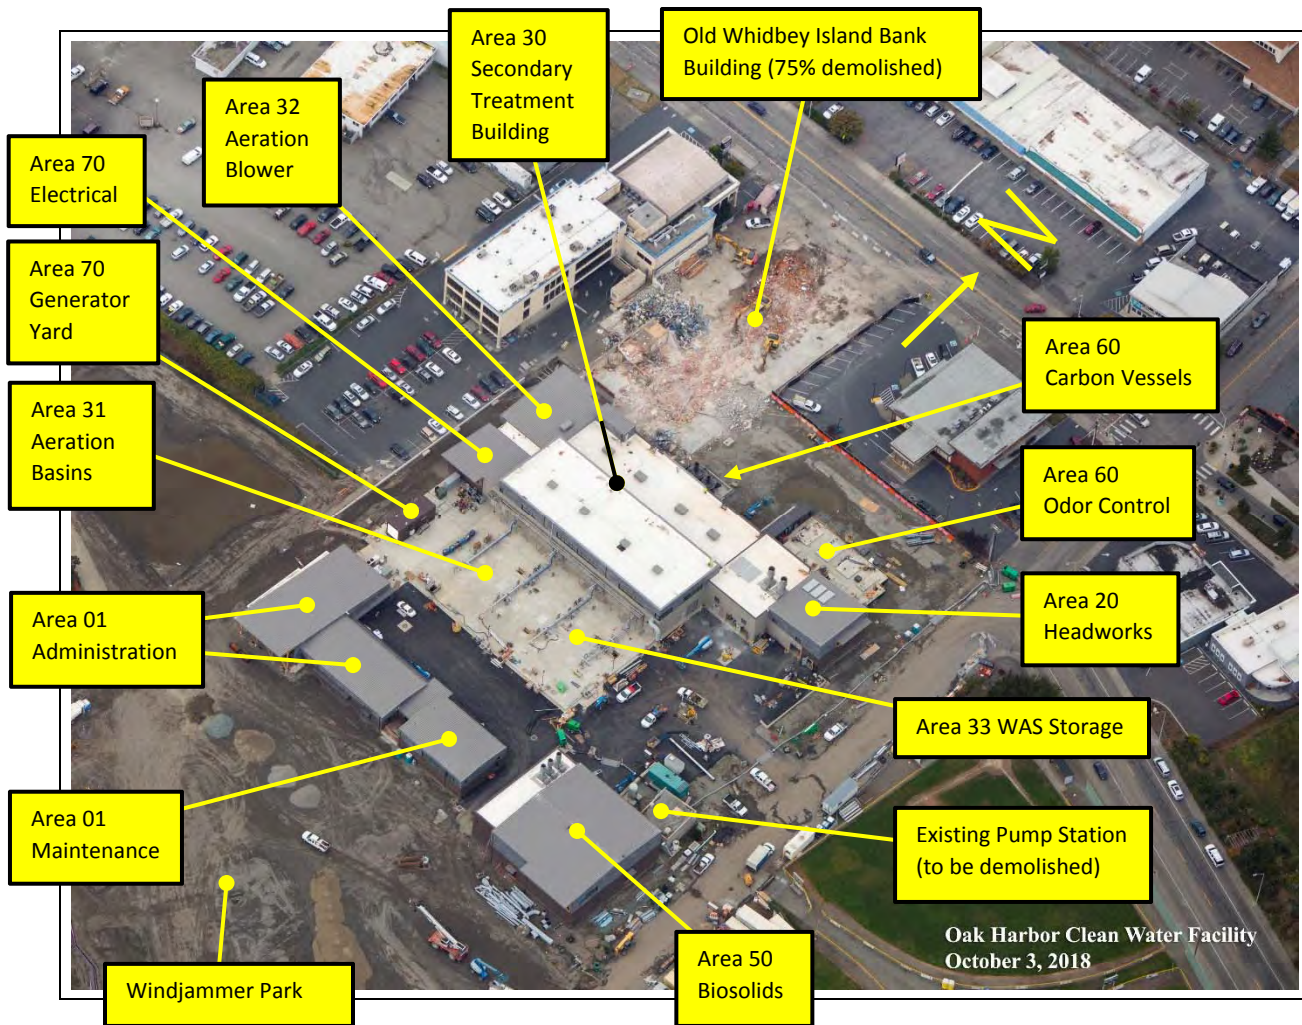 Area 30
Secondary
Treatment
Building
Old Whidbey Island Bank
Building (75% demolished)
Area 32
Aeration
Blower
Area 70
Electrical
N
Area 70
Generator
Yard
Area 60
Carbon Vessels
Area 31
Aeration
Basins
Area 60
Odor Control
Area 01
Administration
Area 20
Headworks
Area 33 WAS Storage
Area 01
Maintenance
Existing Pump Station
(to be demolished)
Oak Harbor Clean Water Facility
October 3, 2018
Area 50
Biosolids
Windjammer Park